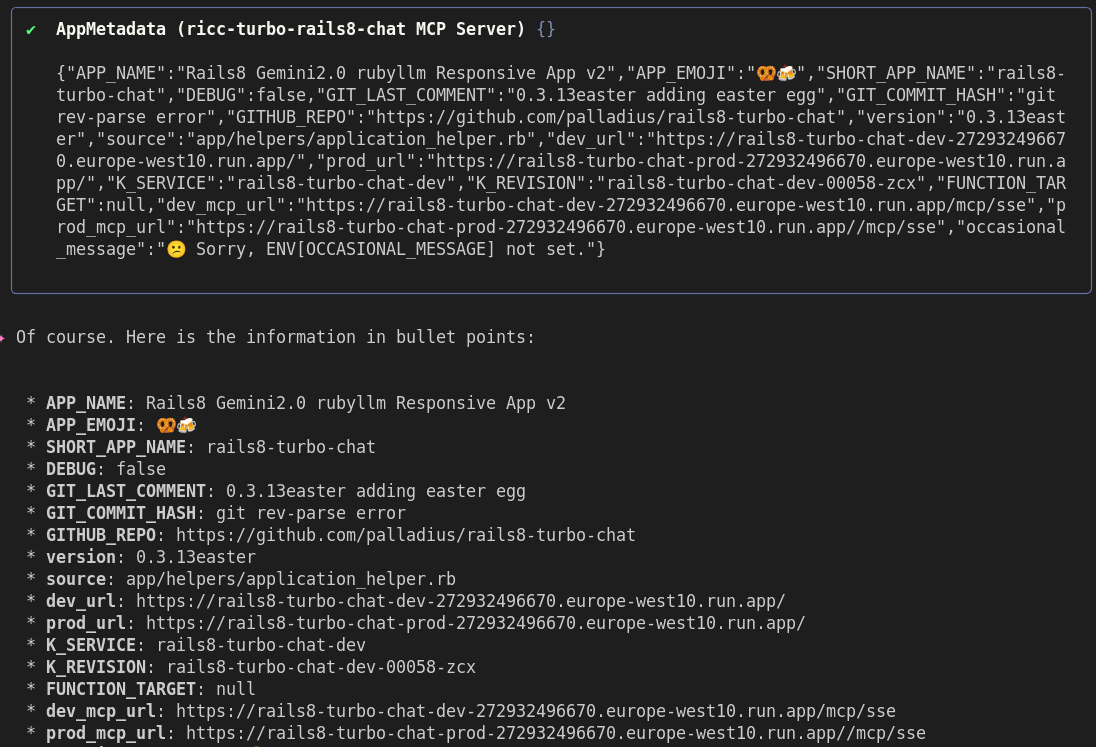 ✔ AppMetadata (ricc-turbo-rails8-chat MCP Server) {}
{"APP_NAME":"Rails8 Gemini2.0 rubyllm Responsive App v2","APP_EMOJI":"🥨🍻","SHORT_APP_NAME":"rails8-
turbo-chat","DEBUG":false,"GIT_LAST_COMMENT":"0.3.13easter adding easter egg","GIT_COMMIT_HASH":"git
rev-parse error","GITHUB_REPO":"https://github.com/palladius/rails8-turbo-chat","version":"0.3.13east
er","source":"app/helpers/application_helper.rb","dev_url":"https://rails8-turbo-chat-dev-27293249667
0.europe-west10.run.app/","prod_url":"https://rails8-turbo-chat-prod-272932496670.europe-west10.run.a
pp/","K_SERVICE":"rails8-turbo-chat-dev","K_REVISION":"rails8-turbo-chat-dev-00058-zcx","FUNCTION_TAR
GET":null,"dev_mcp_url":"https://rails8-turbo-chat-dev-272932496670.europe-west10.run.app/mcp/sse","p
rod_mcp_url":"https://rails8-turbo-chat-prod-272932496670.europe-west10.run.app//mcp/sse","occasional
_message":"😕 Sorry, ENV[OCCASIONAL_MESSAGE] not set."}
✦ Of course. Here is the information in bullet points:
* APP_NAME: Rails8 Gemini2.0 rubyllm Responsive App v2
* APP_EMOJI: 🥨🍻
* SHORT_APP_NAME: rails8-turbo-chat
* DEBUG: false
* GIT_LAST_COMMENT: 0.3.13easter adding easter egg
* GIT_COMMIT_HASH: git rev-parse error
* GITHUB_REPO: https://github.com/palladius/rails8-turbo-chat
* version: 0.3.13easter
* source: app/helpers/application_helper.rb
* dev_url: https://rails8-turbo-chat-dev-272932496670.europe-west10.run.app/
* prod_url: https://rails8-turbo-chat-prod-272932496670.europe-west10.run.app/
* K_SERVICE: rails8-turbo-chat-dev
* K_REVISION: rails8-turbo-chat-dev-00058-zcx
* FUNCTION_TARGET: null
* dev_mcp_url: https://rails8-turbo-chat-dev-272932496670.europe-west10.run.app/mcp/sse
* prod_mcp_url: https://rails8-turbo-chat-prod-272932496670.europe-west10.run.app//mcp/sse